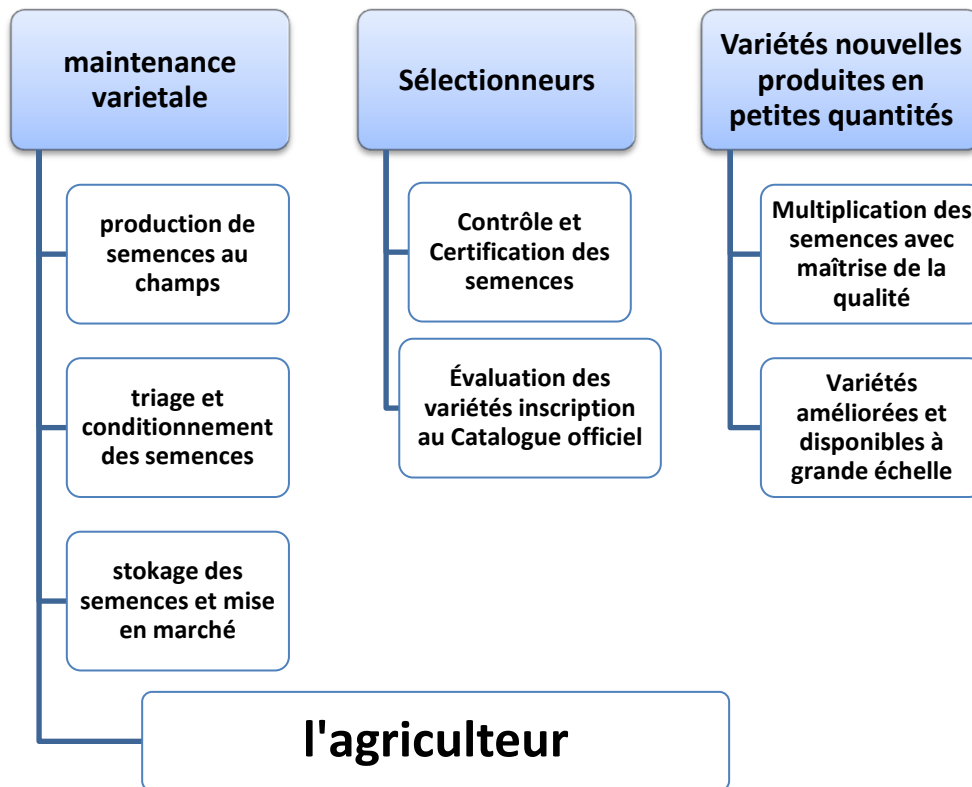 maintenance
varietale
production de
semences au
champs
triage et
conditionnement
des semences
stokage des
semences et mise
en marché
l'agriculteur
Sélectionneurs
Contrôle et
Certification des
semences
Évaluation des
variétés inscription
au Catalogue officiel
Variétés nouvelles
produites en
petites quantités
Multiplication des
semences avec
maîtrise de la
qualité
Variétés
améliorées et
disponibles à
grande échelle